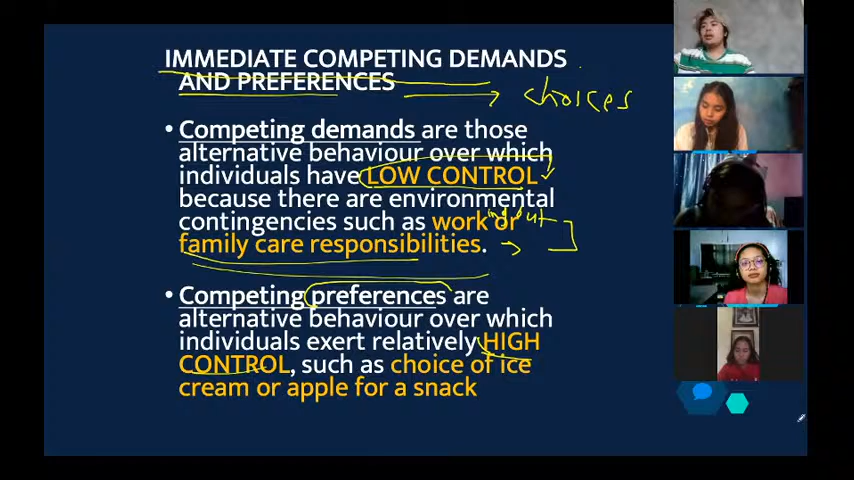 IMMEDIATE COMPETING DEMANDS
AND PREFERENCES
choices
• Competing demands are those
alternative behaviour over which
individuals have LOW CONTROL
because there are environmental
contingencies such as work or
family care responsibilities.
• Competing preferences are
alternative behaviour over which
individuals exert relatively HIGH
CONTROL, such as choice of ice
cream or apple for a snack